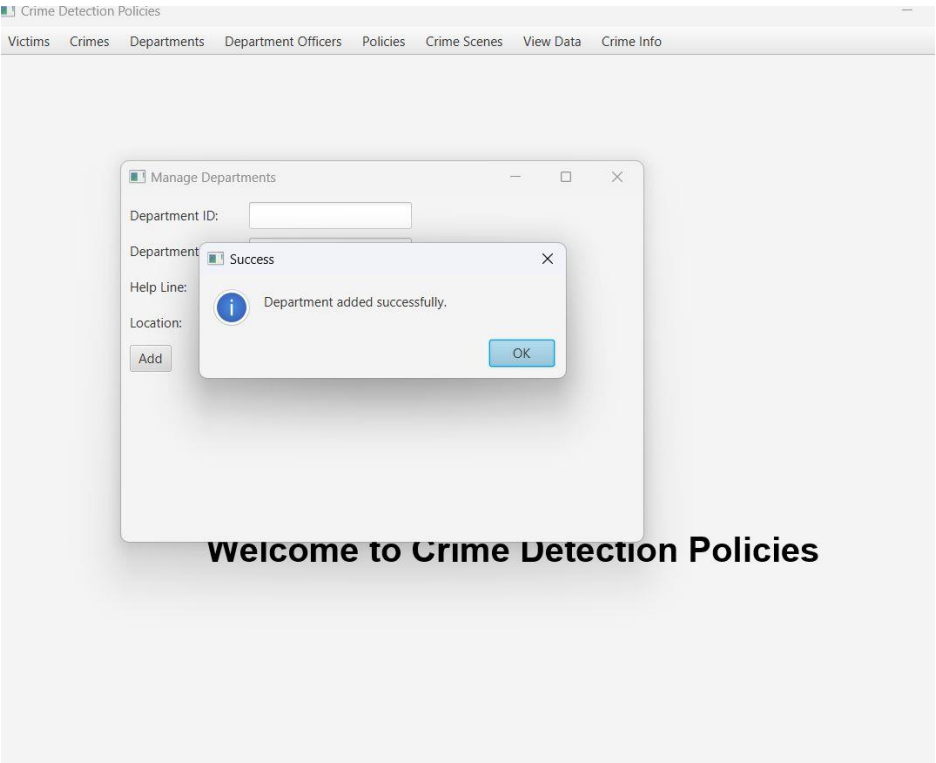 Crime Detection Policies
Victims Crimes Departments Department Officers Policies Crime Scenes View Data Crime Info
Manage Departments
Department ID:
Department
Success
Help Line:
Department added successfully.
Location:
OK
Add
Welcome to Crime Detection Policies